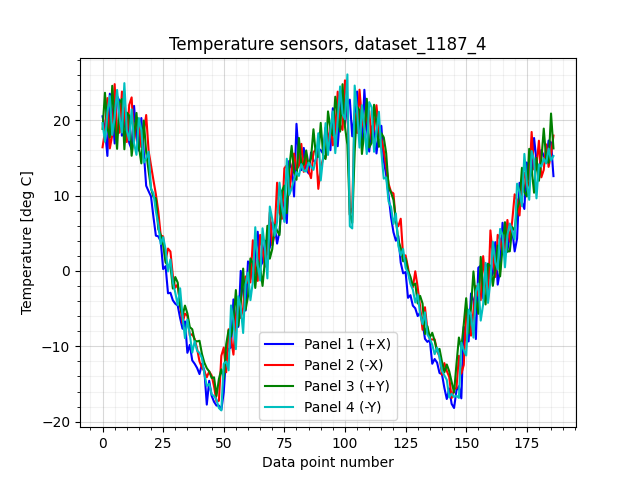 Temperature sensors, dataset_1187_4
Temperature [deg C]
20
10
0
−10
−20
Panel 1 (+X)
Panel 2 (-X)
Panel 3 (+Y)
Panel 4 (-Y)
0 25 50 75 100 125 150 175
Data point number